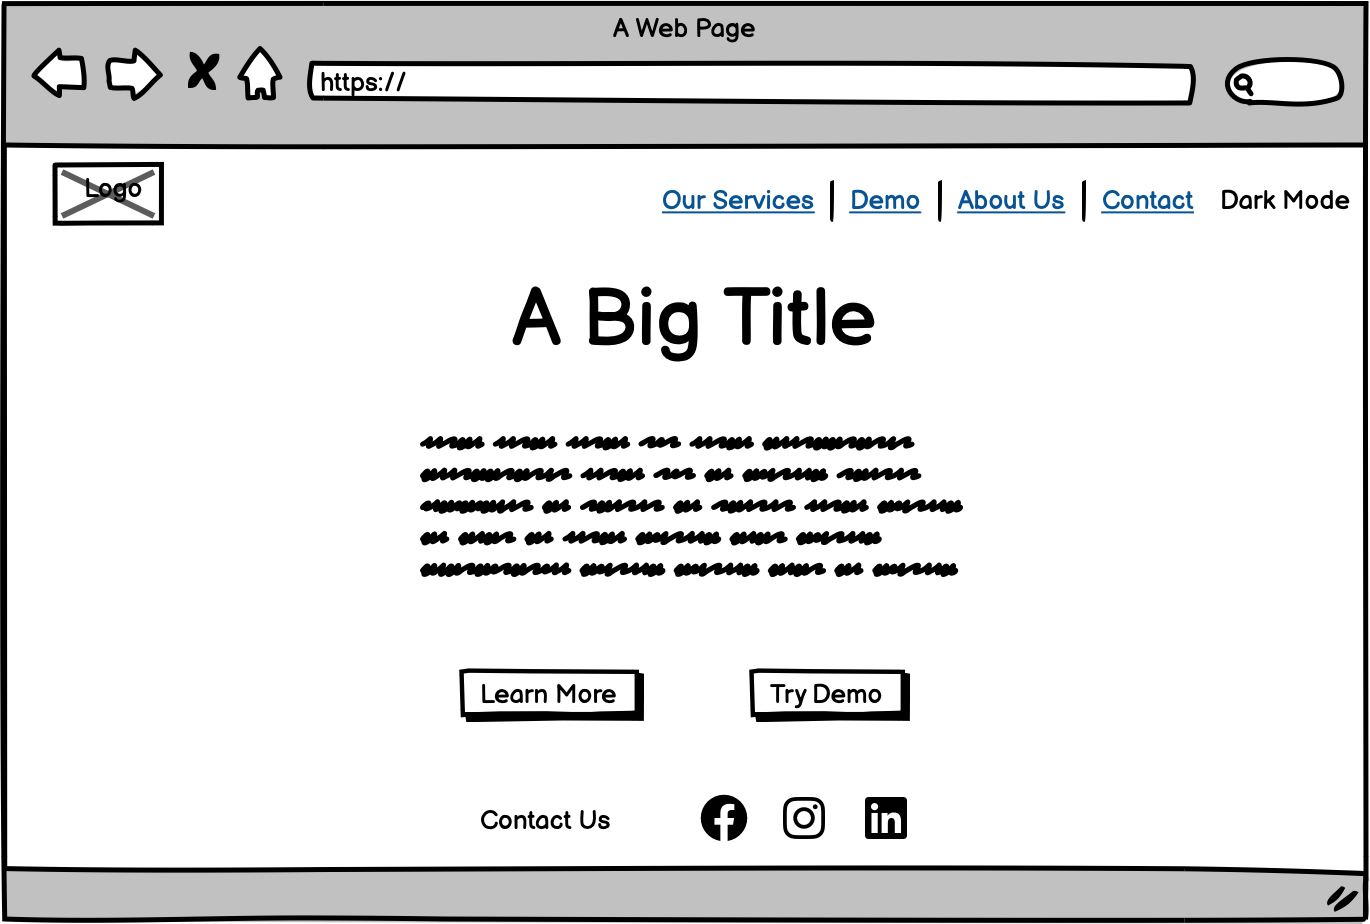 A Web Page
https://
Logo
Our Services Demo About Us Contact Dark Mode
A Big Title
Learn More Try Demo
Contact Us